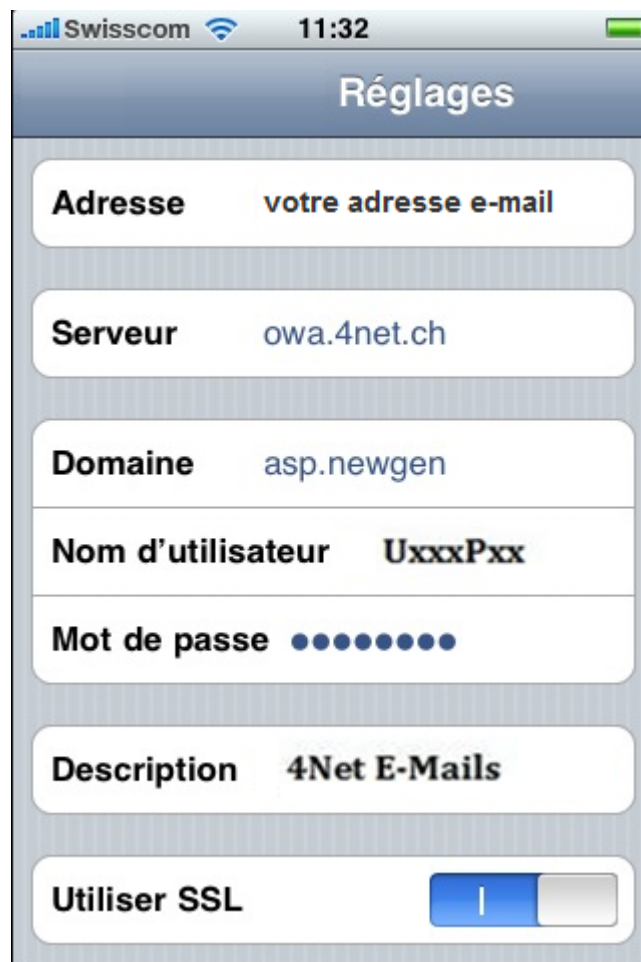 Swisscom 11:32
Réglages
Adresse votre adresse e-mail
Serveur owa.4net.ch
Domaine asp.newgen
Nom d'utilisateur UxxxPxx
Mot de passe ●●●●●●●●
Description 4Net E-Mails
Utiliser SSL